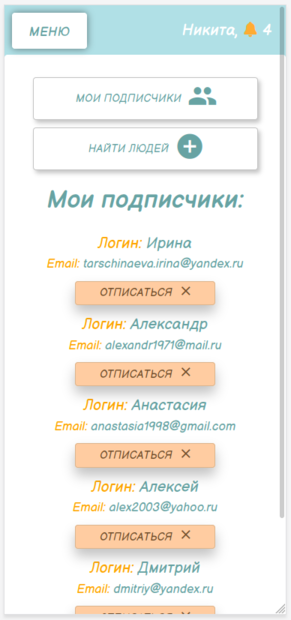 МЕНЮ
Никита, 4
МОИ ПОДПИСЧИКИ
НАЙТИ ЛЮДЕЙ
Мои подписчики:
Логин: Ирина
Email: tarschinaeva.irina@yandex.ru
ОТПИСАТЬСЯ ×
Логин: Александр
Email: alexandr1971@mail.ru
ОТПИСАТЬСЯ ×
Логин: Анастасия
Email: anastasia1998@gmail.com
ОТПИСАТЬСЯ ×
Логин: Алексей
Email: alex2003@yahoo.ru
ОТПИСАТЬСЯ ×
Логин: Дмитрий
Email: dmitriy@yandex.ru